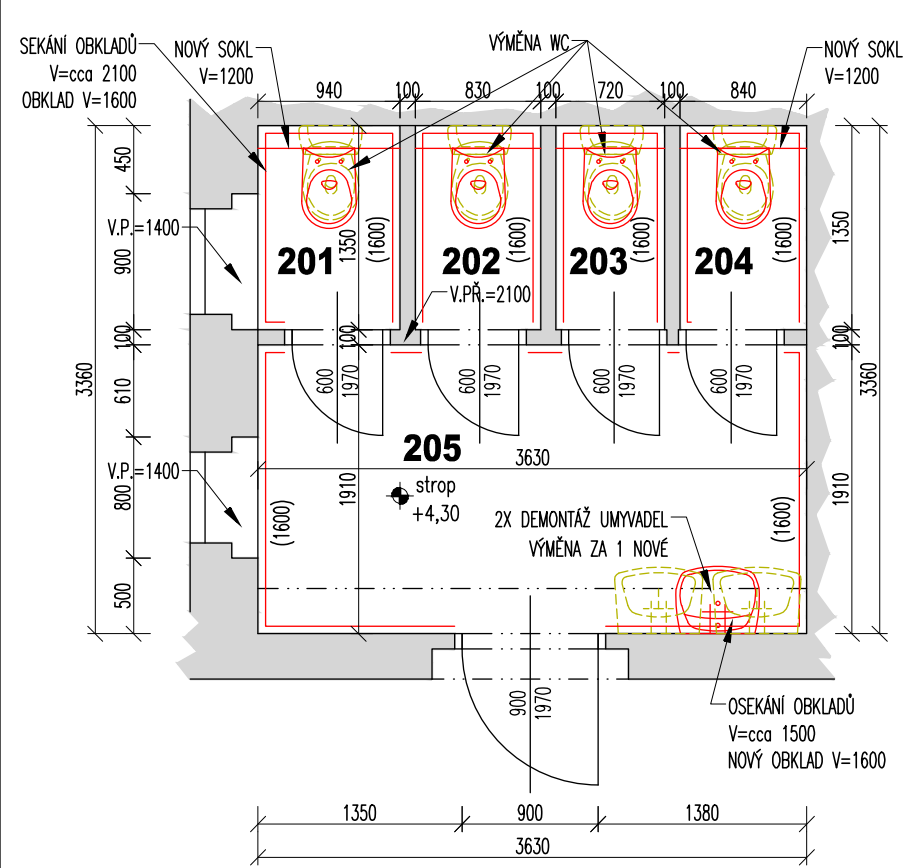 SEKÁNÍ OBKLADŮ
V=cca 2100
OBKLAD V=1600
NOVÝ SOKL
V=1200
VÝMĚNA WC
NOVÝ SOKL
V=1200
940
100
830
100
720
100
840
450
900
100
610
800
500
3360
V.P.=1400
V.P.=1400
201
1350
(1600)
202
(1600)
203
(1600)
204
(1600)
V.PŘ.=2100
100
600
1970
600
1970
600
1970
600
1970
1350
100
1910
3360
205
3630
strop
+4,30
1910
(1600)
(1600)
2X DEMONTÁŽ UMYVADEL
VÝMĚNA ZA 1 NOVÉ
900
1970
OSEKÁNÍ OBKLADŮ
V=cca 1500
NOVÝ OBKLAD V=1600
1350
900
1380
3630